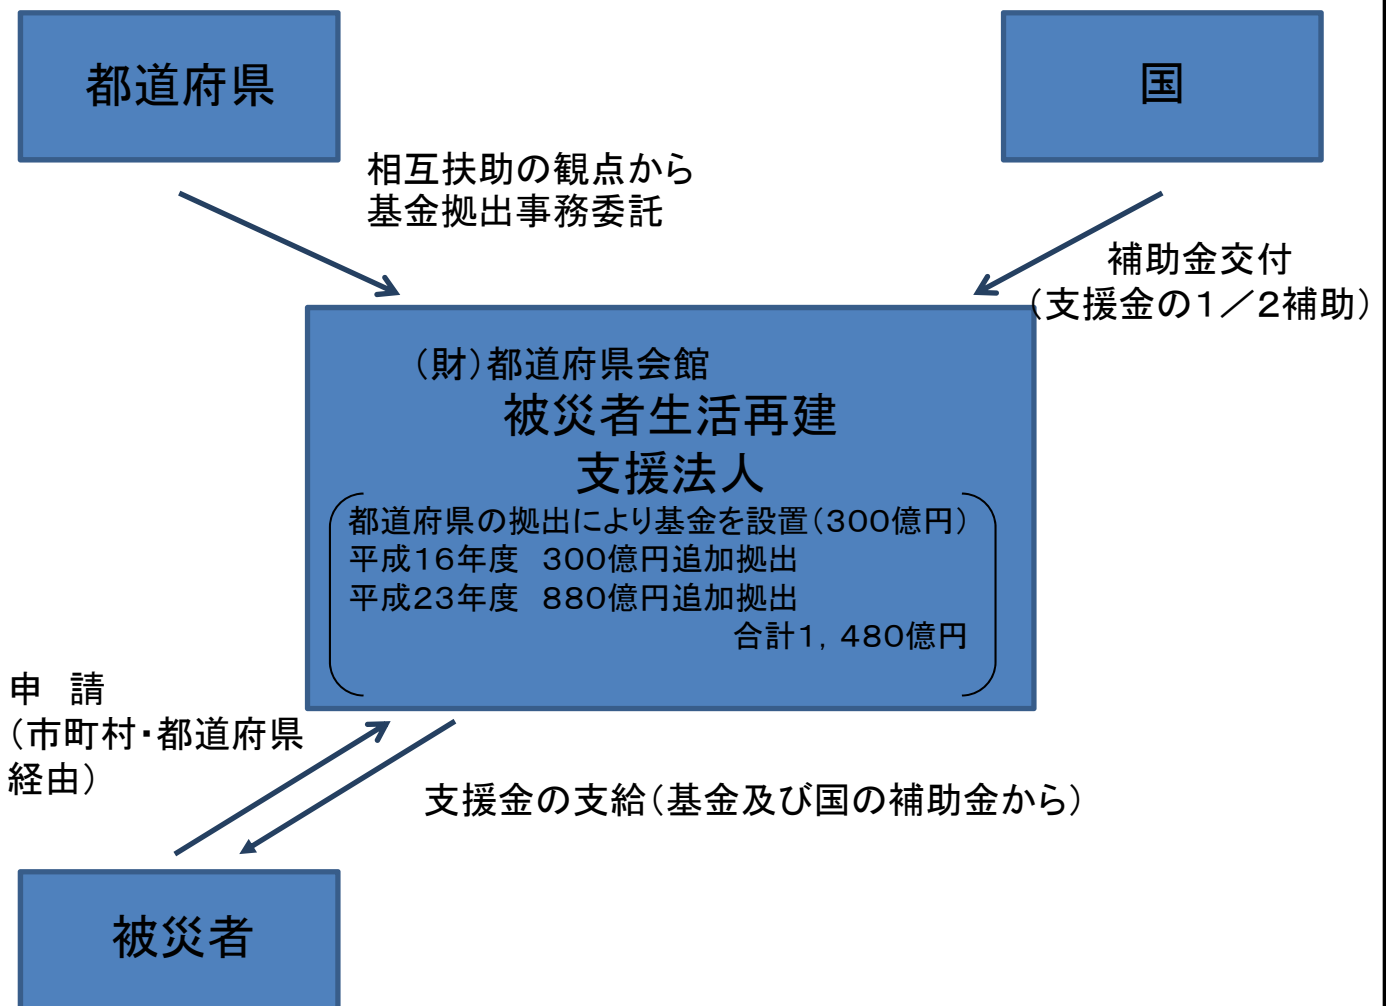 都道府県
国
相互扶助の観点から
基金拠出事務委託
補助金交付
（支援金の１／２補助）
（財）都道府県会館
被災者生活再建
支援法人
都道府県の拠出により基金を設置（３００億円）
平成１６年度　３００億円追加拠出
平成２３年度　８８０億円追加拠出
合計１，４８０億円
申　請
（市町村・都道府県
経由）
支援金の支給（基金及び国の補助金から）
被災者